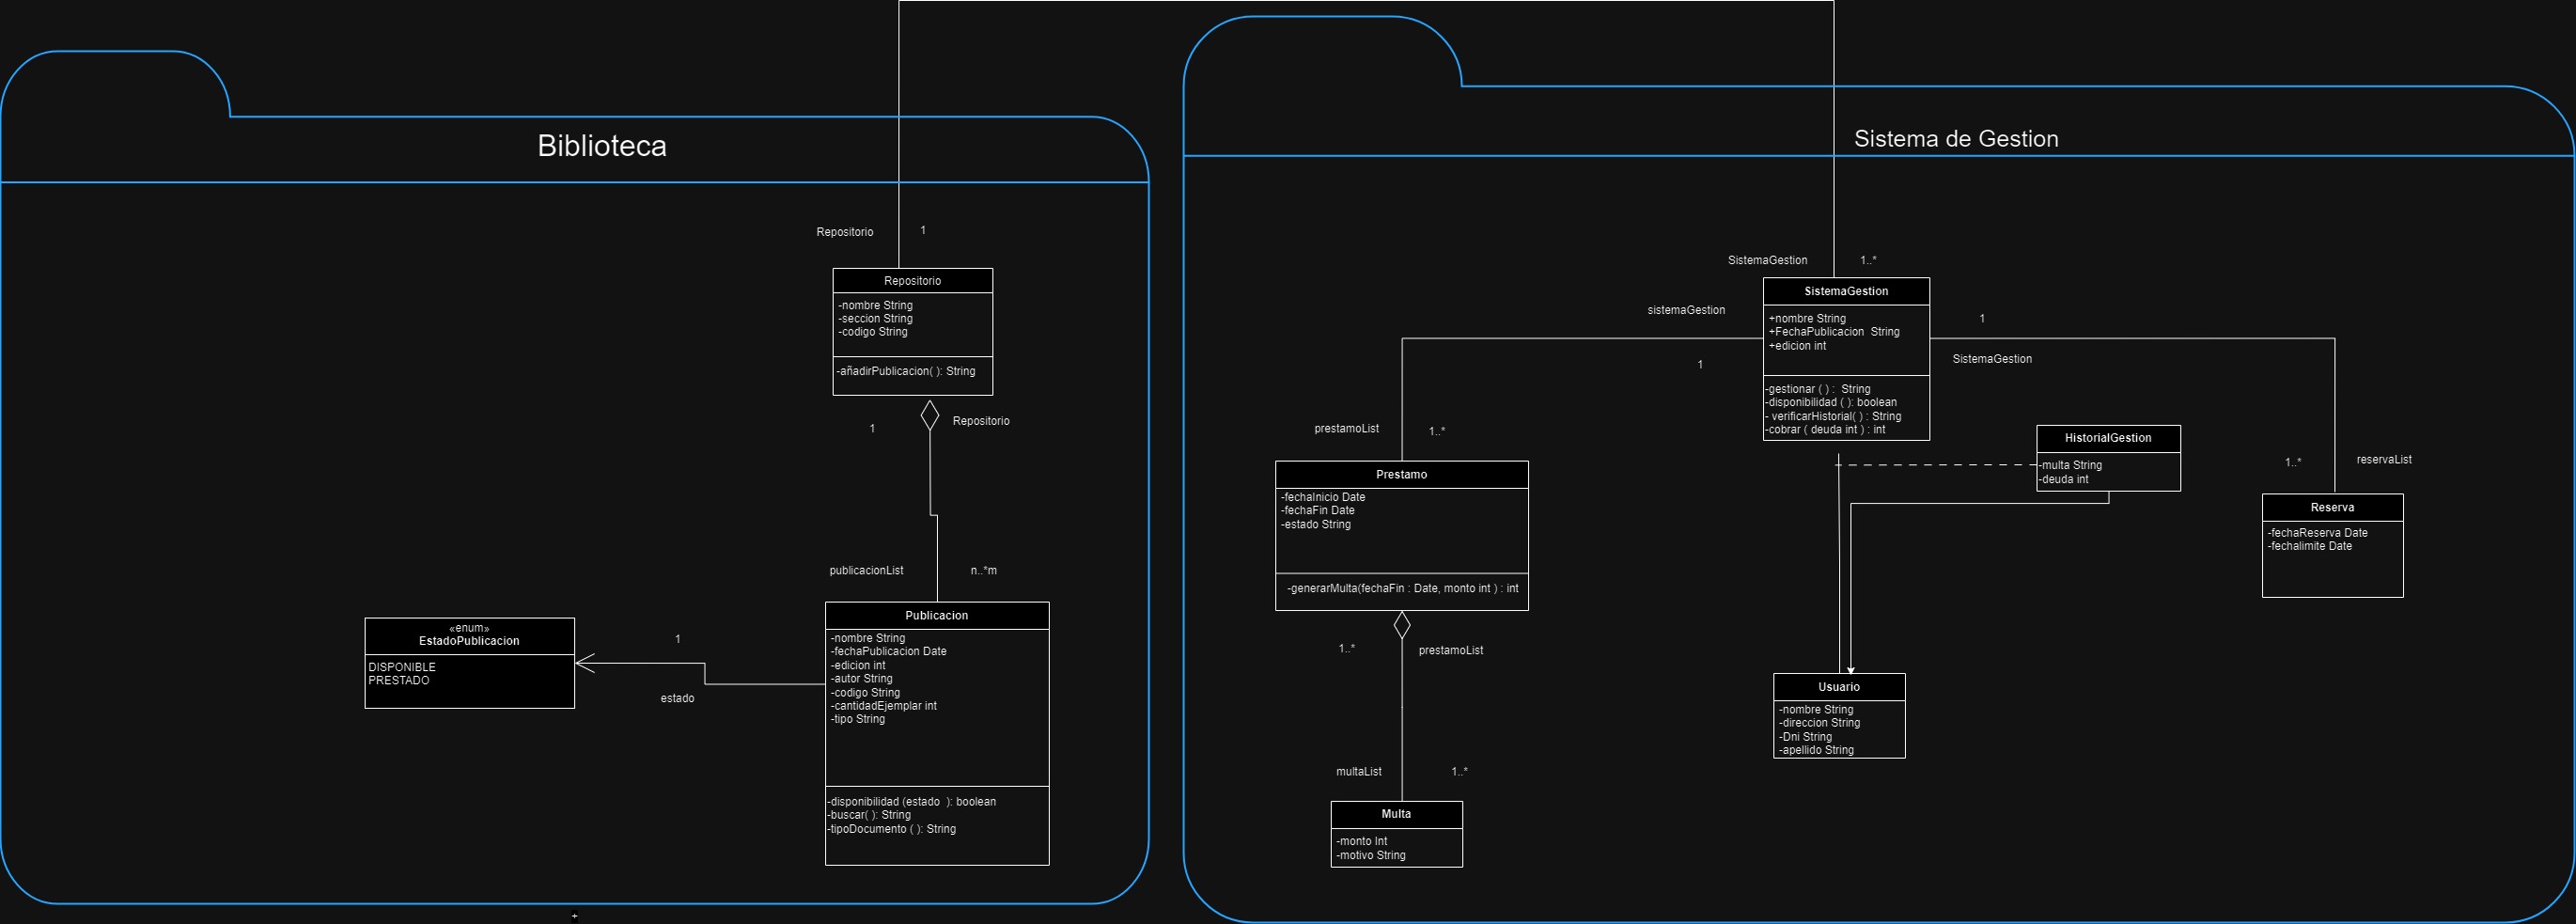 Biblioteca
Repositorio
1
Repositorio
-nombre String
-seccion String
-codigo String
-añadirPublicacion( ): String
1
Repositorio
publicacionList
n..*m
«enum»
EstadoPublicacion
DISPONIBLE
PRESTADO
1
estado
Publicacion
-nombre String
-fechaPublicacion Date
-edicion int
-autor String
-codigo String
-cantidadEjemplar int
-tipo String
-disponibilidad (estado  ): boolean
-buscar( ): String
-tipoDocumento ( ): String
+
Sistema de Gestion
SistemaGestion
1..*
sistemaGestion
1
SistemaGestion
+nombre String
+FechaPublicacion  String
+edicion int
-gestionar ( ) :  String
-disponibilidad ( ): boolean
- verificarHistorial( ) : String
-cobrar ( deuda int ) : int
1
SistemaGestion
prestamoList
1..*
Prestamo
-fechaInicio Date
-fechaFin Date
-estado String
-generarMulta(fechaFin : Date, monto int ) : int
1..*
prestamoList
multaList
1..*
Multa
-monto Int
-motivo String
HistorialGestion
-multa String
-deuda int
1..*
reservaList
Reserva
-fechaReserva Date
-fechalimite Date
Usuario
-nombre String
-direccion String
-Dni String
-apellido String